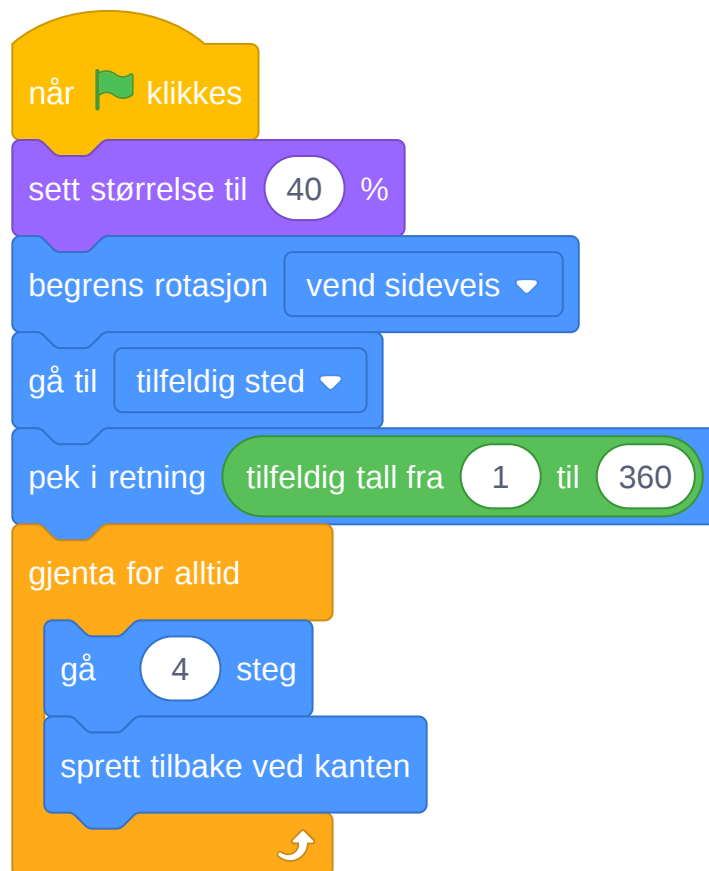 når klikkes
sett størrelse til 40 %
begrens rotasjon vend sideveis
gå til tilfeldig sted
pek i retning tilfeldig tall fra 1 til 360
gjenta for alltid
gå 4 steg
sprett tilbake ved kanten